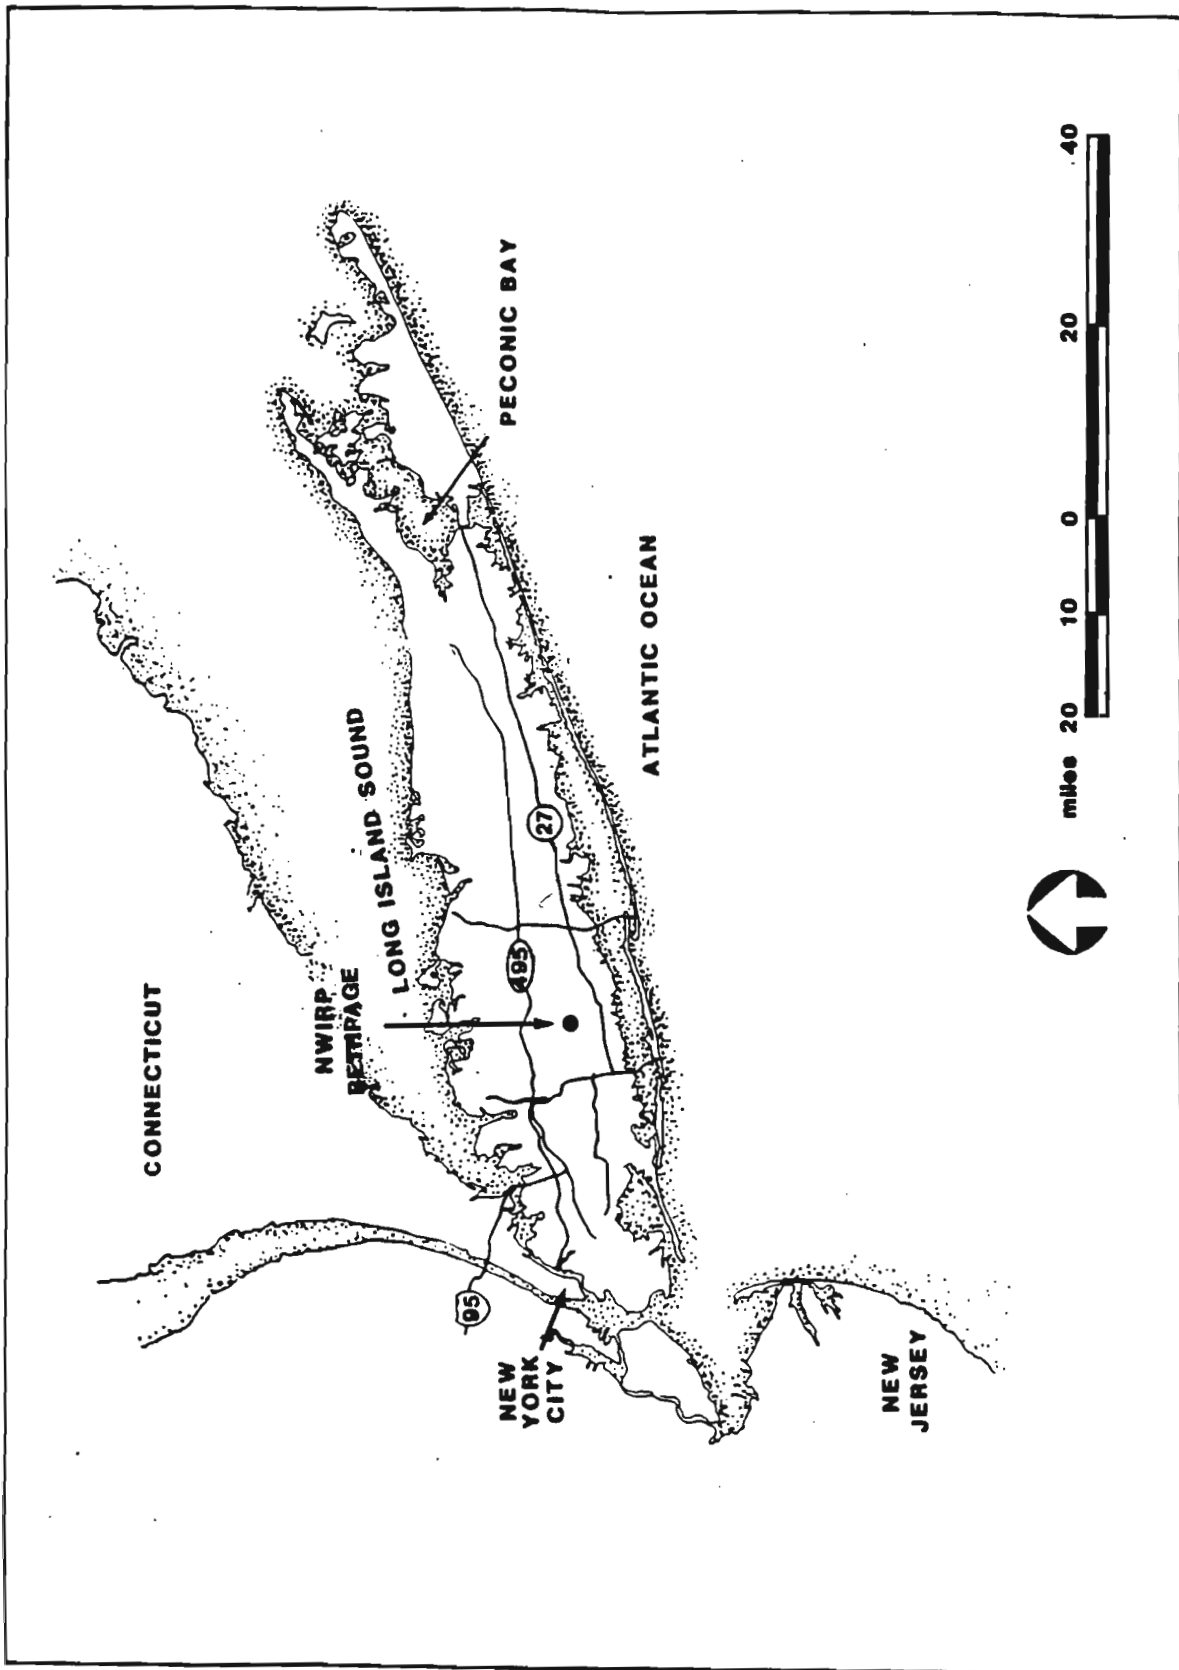 CONNECTICUT
NWIRP
BETHPAGE
LONG ISLAND SOUND
PECONIC BAY
95
495
27
NEW
YORK
CITY
ATLANTIC OCEAN
NEW
JERSEY
miles 20 10 0 20 40